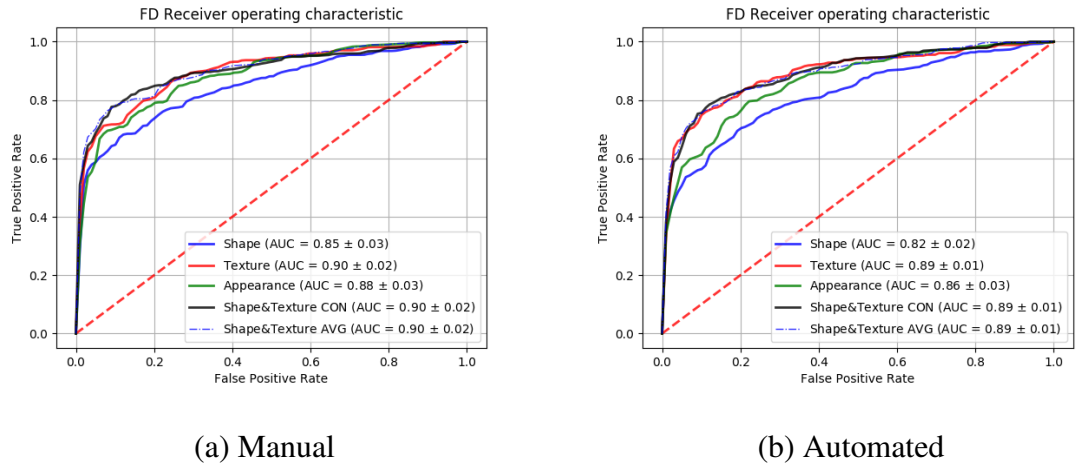 FD Receiver operating characteristic
1.0
0.8
0.6
0.4
0.2
0.0
True Positive Rate
Shape (AUC = 0.85 ± 0.03)
Texture (AUC = 0.90 ± 0.02)
Appearance (AUC = 0.88 ± 0.03)
Shape&Texture CON (AUC = 0.90 ± 0.02)
Shape&Texture AVG (AUC = 0.90 ± 0.02)
0.0 0.2 0.4 0.6 0.8 1.0
False Positive Rate
(a) Manual
FD Receiver operating characteristic
1.0
0.8
0.6
0.4
0.2
0.0
True Positive Rate
Shape (AUC = 0.82 ± 0.02)
Texture (AUC = 0.89 ± 0.01)
Appearance (AUC = 0.86 ± 0.03)
Shape&Texture CON (AUC = 0.89 ± 0.01)
Shape&Texture AVG (AUC = 0.89 ± 0.01)
0.0 0.2 0.4 0.6 0.8 1.0
False Positive Rate
(b) Automated